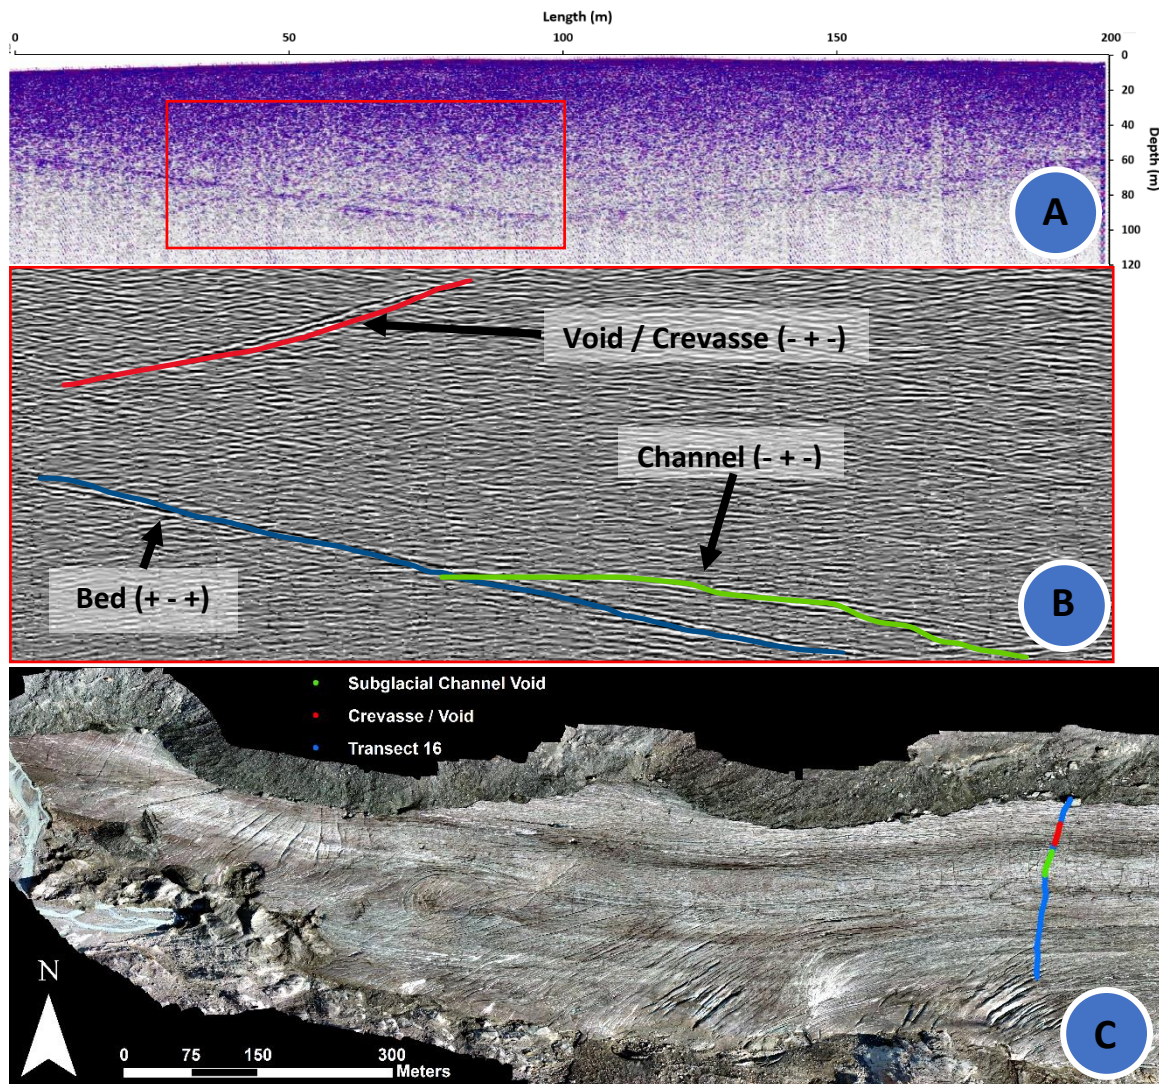 Length (m)
0 50 100 150 200
0
20
40
60
80
100
120
Depth (m)
A
Void / Crevasse (- + -)
Channel (- + -)
Bed (+ - +)
B
Subglacial Channel Void
Crevasse / Void
Transect 16
N
0 75 150 300
Meters
C